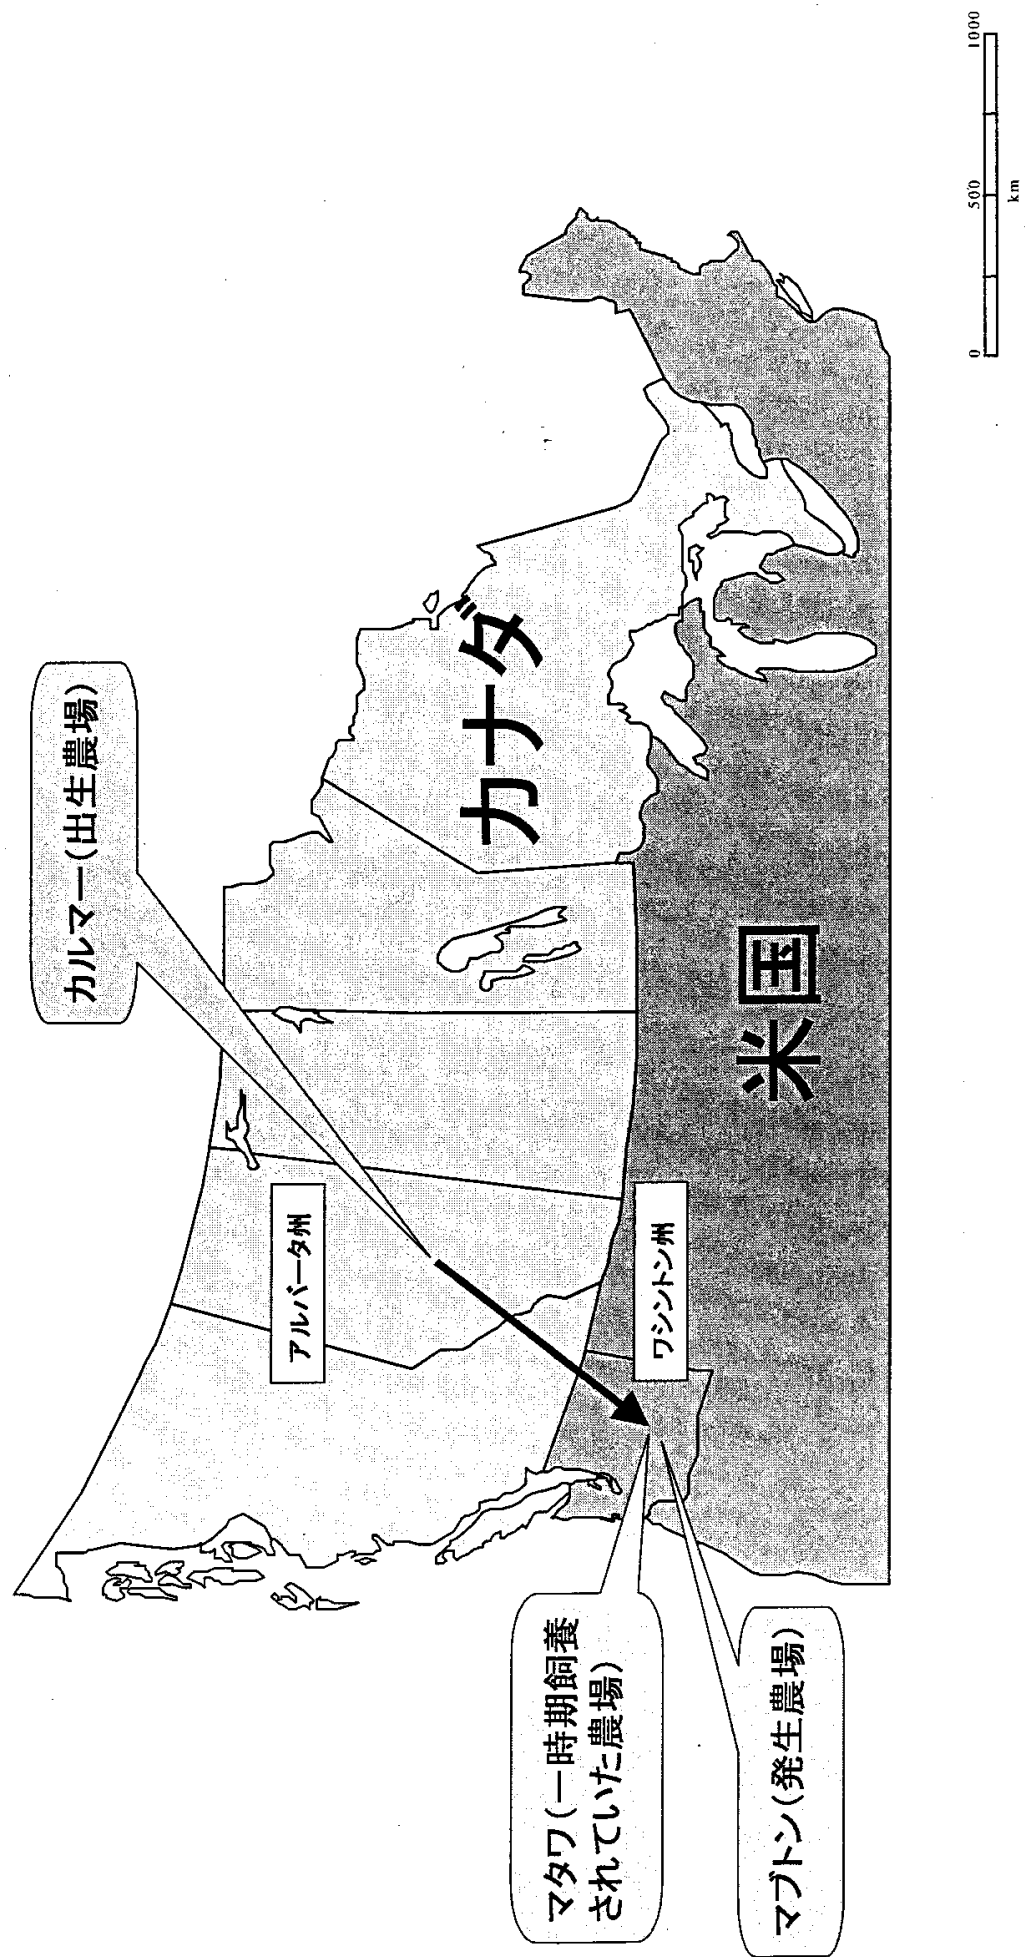 カルマー(出生農場)
アルバータ州
カナダ
ワシントン州
米国
マタワ(一時期飼養
されていた農場)
マブトン(発生農場)
0 500 1000
km